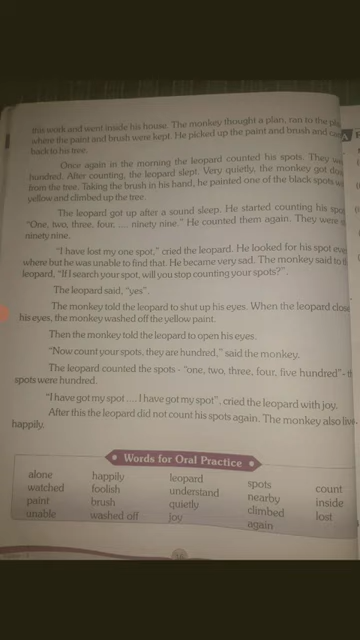 this work and went inside his house. The monkey thought a plan, ran to the
where the paint and brush were kept. He picked up the paint and brush and
back to his tree.
Once again in the morning the leopard counted his spots. They
hundred. After counting, the leopard slept. Very quietly, the monkey got
from the tree. Taking the brush in his hand, he painted one of the black spots
yellow and climbed up the tree.
The leopard got up after a sound sleep. He started counting his
"One, two, three, four, .... ninety nine." He counted them again. They were
ninety nine.
"I have lost my one spot," cried the leopard. He looked for his spot
where but he was unable to find that. He became very sad. The monkey said to
leopard, "If I search your spot, will you stop counting your spots?".
The leopard said, "yes".
The monkey told the leopard to shut up his eyes. When the leopard
his eyes, the monkey washed off the yellow paint.
Then the monkey told the leopard to open his eyes.
"Now count your spots, they are hundred," said the monkey.
The leopard counted the spots - "one, two, three, four, five hundred" -
spots were hundred.
"I have got my spot .... I have got my spot", cried the leopard with joy.
After this the leopard did not count his spots again. The monkey also
happily.
Words for Oral Practice
alone happily leopard spots count
watched foolish understand nearby inside
paint brush quietly climbed lost
unable washed off joy again